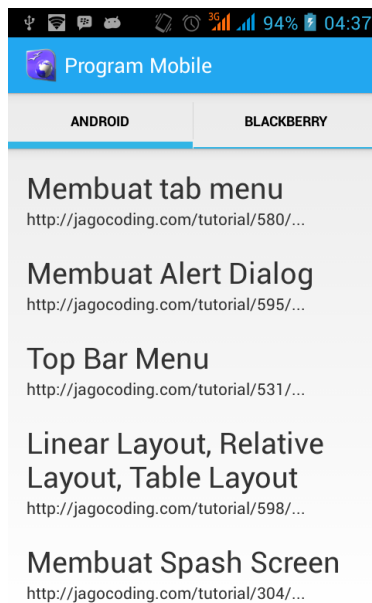 3G 94% 04:37
Program Mobile
ANDROID BLACKBERRY
Membuat tab menu
http://jagocoding.com/tutorial/580/...
Membuat Alert Dialog
http://jagocoding.com/tutorial/595/...
Top Bar Menu
http://jagocoding.com/tutorial/531/...
Linear Layout, Relative
Layout, Table Layout
http://jagocoding.com/tutorial/598/...
Membuat Spash Screen
http://jagocoding.com/tutorial/304/...